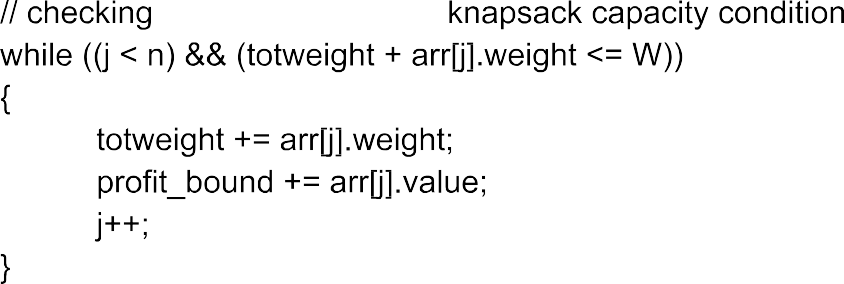 // checking knapsack capacity condition
while ((j < n) && (totweight + arr[j].weight <= W))
{
totweight += arr[j].weight;
profit_bound += arr[j].value;
j++;
}